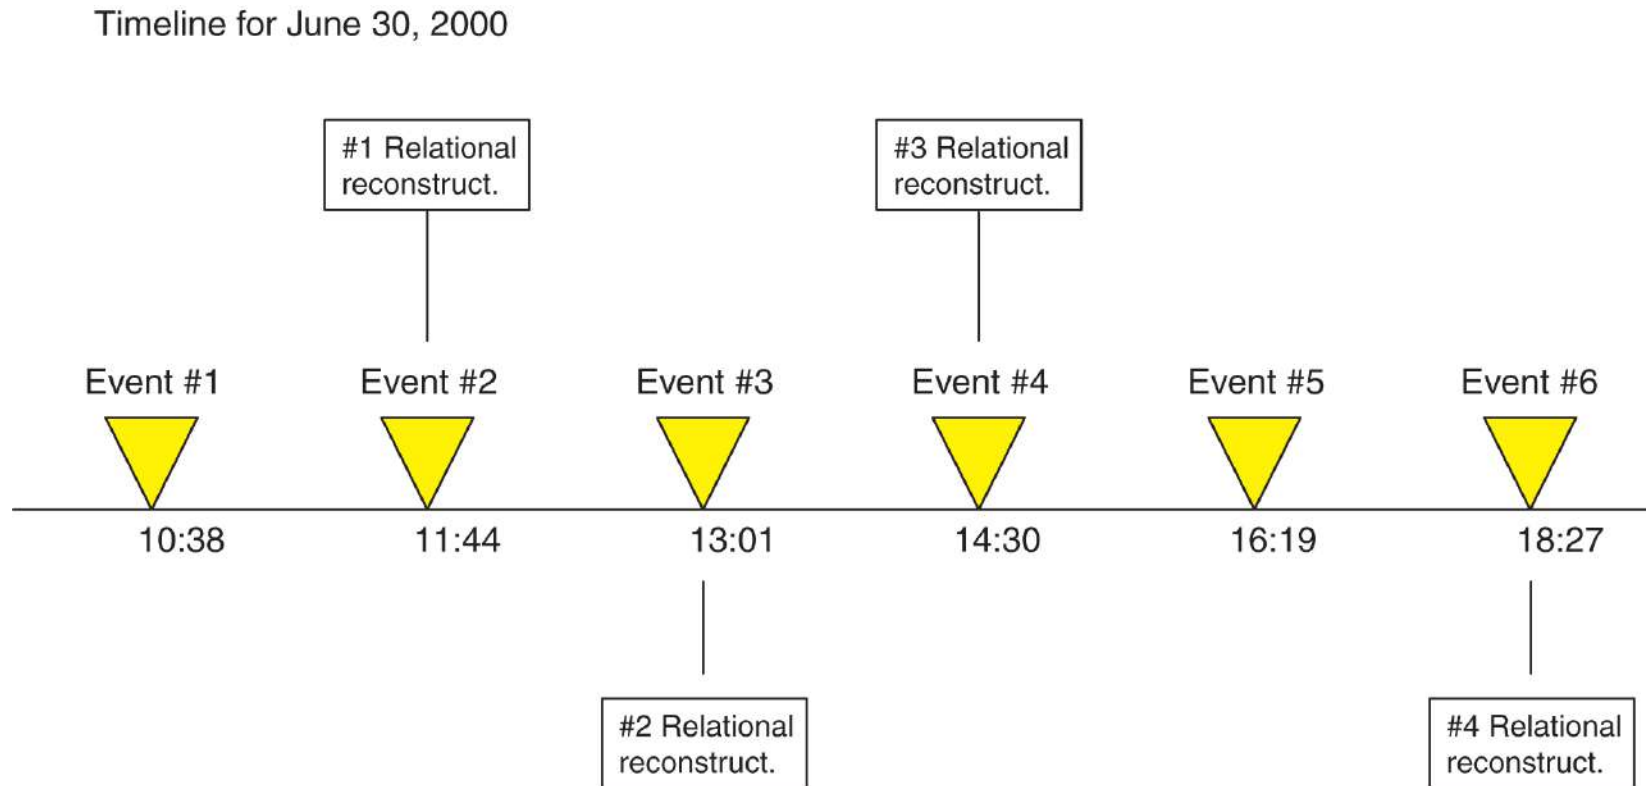 Timeline for June 30, 2000
#1 Relational
reconstruct.
#3 Relational
reconstruct.
Event #1
Event #2
Event #3
Event #4
Event #5
Event #6
10:38
11:44
13:01
14:30
16:19
18:27
#2 Relational
reconstruct.
#4 Relational
reconstruct.